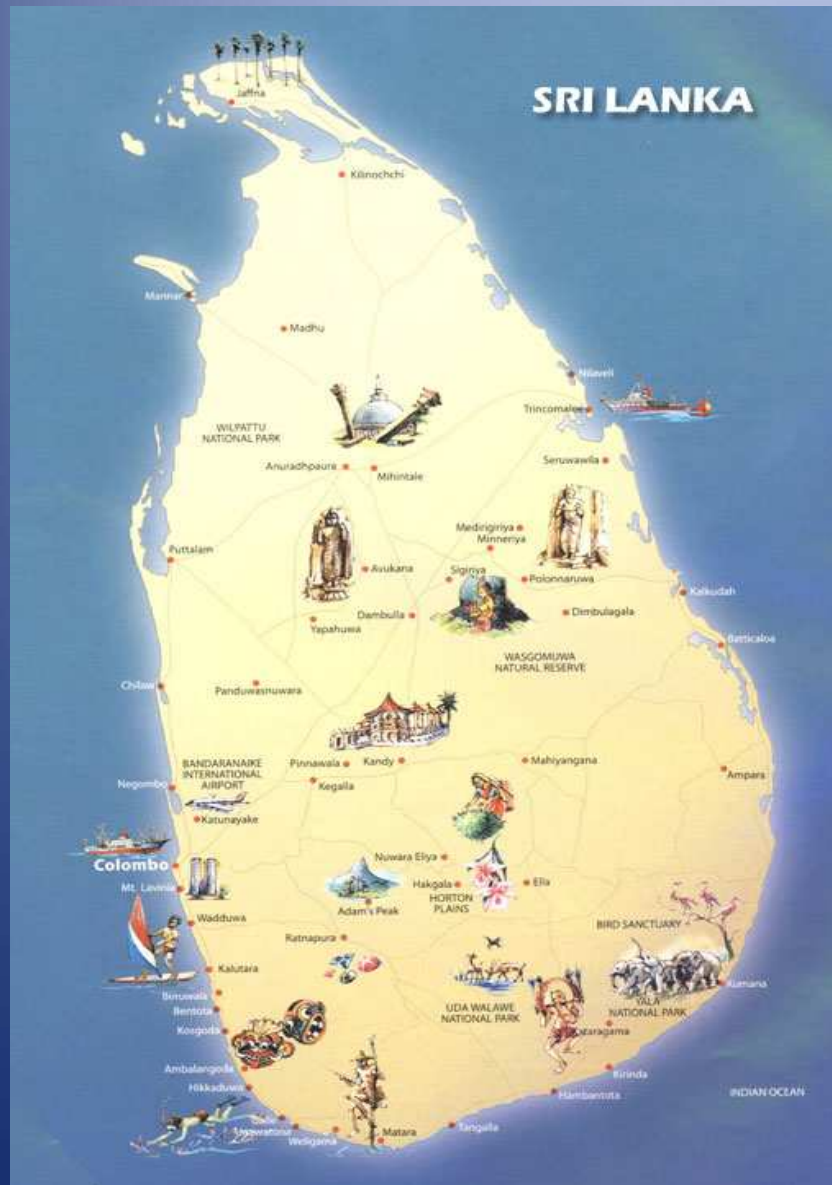 SRI LANKA
Jaffna
Kilinochchi
Mannar
Madhu
Nilaveli
Trincomalee
WILPATTU
NATIONAL PARK
Anuradhpaura
Mihintale
Seruwawila
Medirigiriya
Minneriya
Puttalam
Avukana
Sigiriya
Polonnaruwa
Kalkudah
Dambulla
Dimbulagala
Yapahuwa
Batticaloa
WASGOMUWA
NATURAL RESERVE
Chilaw
Panduwasnuwara
BANDARANAIKE
INTERNATIONAL
AIRPORT
Pinnawala
Kandy
Mahiyangana
Ampara
Negombo
Kegalla
Katunayake
Colombo
Nuwara Eliya
Mt. Lavinia
Hakgala
Ella
HORTON
PLAINS
Adam's Peak
Wadduwa
BIRD SANCTUARY
Ratnapura
Kalutara
Kumana
Beruwala
YALA
NATIONAL PARK
UDA WALAWE
NATIONAL PARK
Bentota
Kosgoda
Kataragama
Ambalangoda
Kirinda
Hikkaduwa
Hambantota
INDIAN OCEAN
Galle
Unawatuna
Weligama
Matara
Tangalla